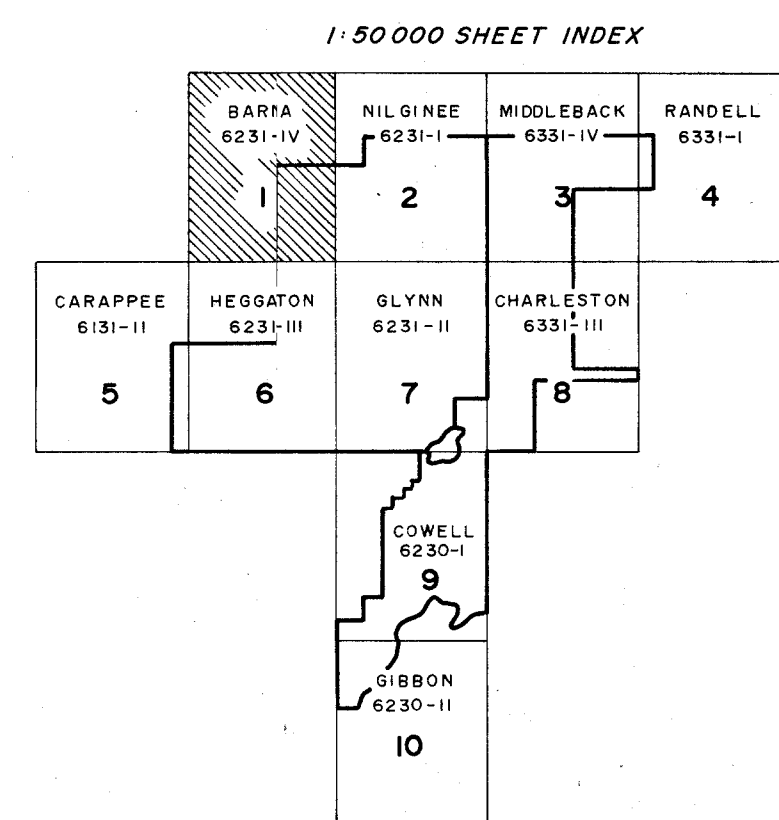 1:50 000 SHEET INDEX
BARNA
6231-IV
1
NILGINEE
6231-I
2
MIDDLEBACK
6331-IV
3
RANDELL
6331-I
4
CARAPPEE
6131-II
5
HEGGATON
6231-III
6
GLYNN
6231-II
7
CHARLESTON
6331-III
8
COWELL
6230-I
9
GIBBON
6230-II
10